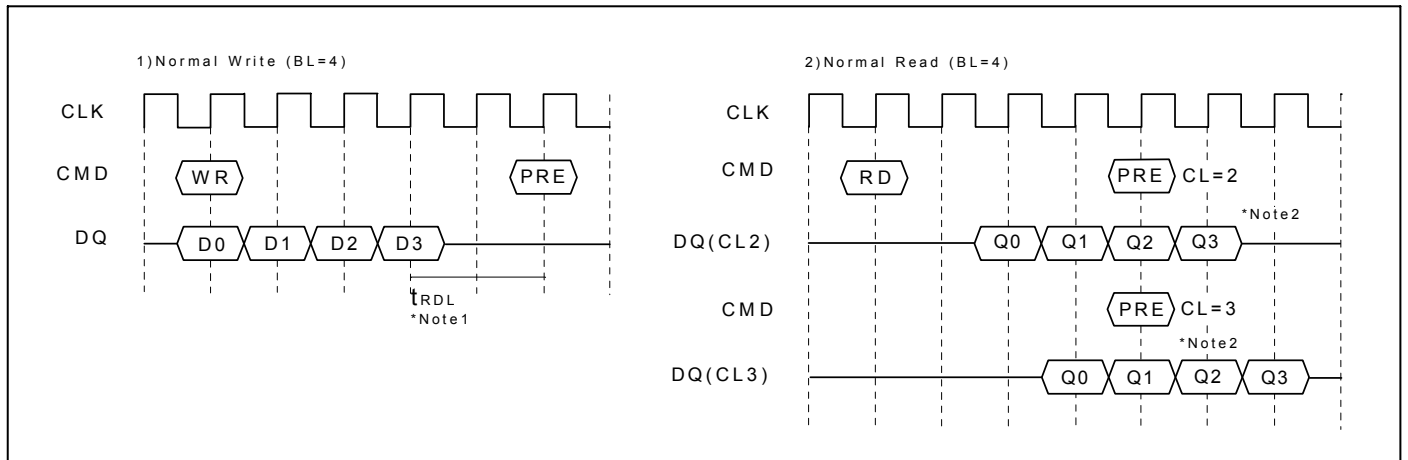 1)Normal Write (BL=4)
CLK
CMD
WR
PRE
DQ
D0 D1 D2 D3
tRDL
*Note1
2)Normal Read (BL=4)
CLK
CMD
RD
PRE CL=2
*Note2
DQ(CL2)
Q0 Q1 Q2 Q3
CMD
PRE CL=3
*Note2
DQ(CL3)
Q0 Q1 Q2 Q3